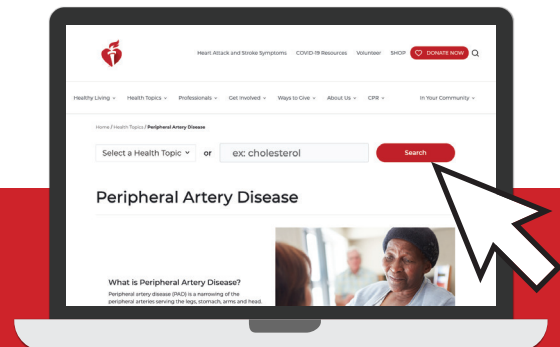 Heart Attack and Stroke Symptoms COVID-19 Resources Volunteer SHOP DONATE NOW
Healthy Living Health Topics Professionals Get Involved Ways to Give About Us CPR In Your Community
Home / Health Topics / Peripheral Artery Disease
Select a Health Topic or ex: cholesterol Search
Peripheral Artery Disease
What is Peripheral Artery Disease?
Peripheral artery disease (PAD) is a narrowing of the
peripheral arteries serving the legs, stomach, arms and head.